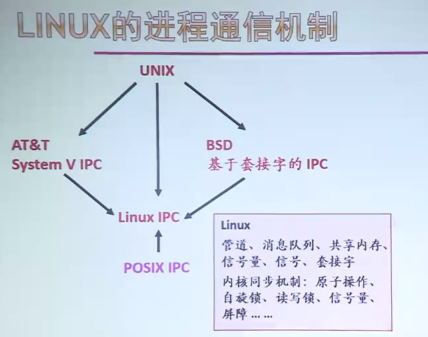 LINUX的进程通信机制
UNIX
AT&T
System V IPC
BSD
基于套接字的 IPC
Linux IPC
POSIX IPC
Linux
管道、消息队列、共享内存、
信号量、信号、套接字
内核同步机制：原子操作、
自旋锁、读写锁、信号量、
屏障 … …